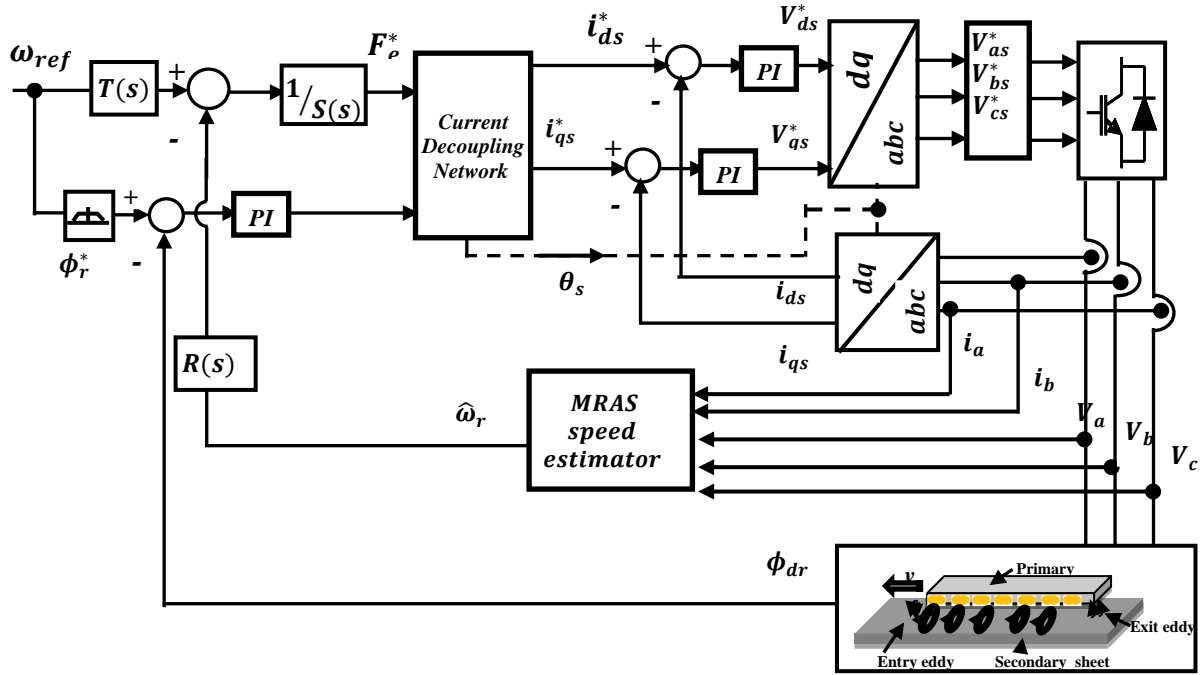 ω_ref
T(s)
+
-
1/S(s)
F_e^*
+
-
ϕ_r^*
PI
Current
Decoupling
Network
θ_s
i_ds^*
i_qs^*
+
-
+
-
PI
PI
V_ds^*
V_qs^*
dq
abc
V_as^*
V_bs^*
V_cs^*
dq
abc
i_ds
i_qs
i_a
i_b
R(s)
ω̂_r
MRAS
speed
estimator
V_a
V_b
V_c
ϕ_dr
v
Primary
Exit eddy
Entry eddy
Secondary sheet